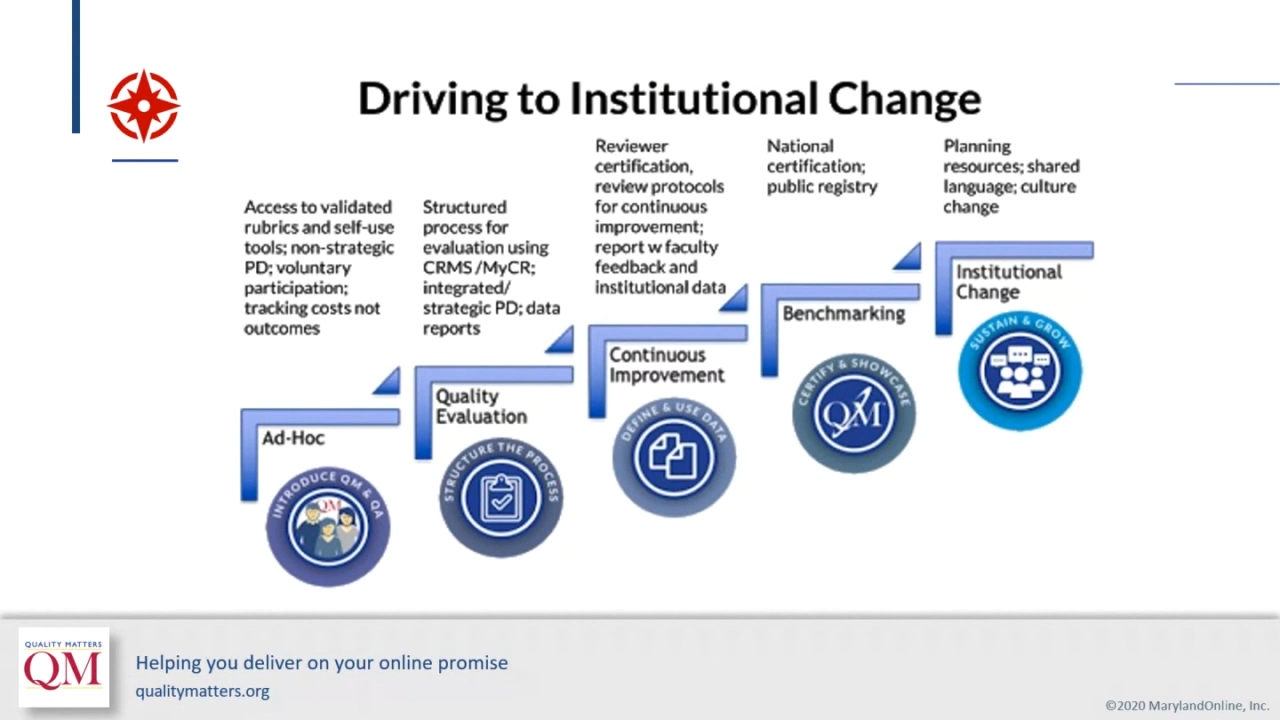 Driving to Institutional Change
Access to validated
rubrics and self-use
tools; non-strategic
PD; voluntary
participation;
tracking costs not
outcomes
Ad-Hoc
INTRODUCE QM & QA
QM
Structured
process for
evaluation using
CRMS/MyCR;
integrated/
strategic PD; data
reports
Quality
Evaluation
STRUCTURE THE PROCESS
Reviewer
certification,
review protocols
for continuous
improvement;
report w faculty
feedback and
institutional data
Continuous
Improvement
DEFINE & USE DATA
National
certification;
public registry
Benchmarking
CERTIFY & SHOWCASE
QM
Planning
resources; shared
language; culture
change
Institutional
Change
SUSTAIN & GROW
QUALITY MATTERS
QM
Helping you deliver on your online promise
qualitymatters.org
©2020 MarylandOnline, Inc.